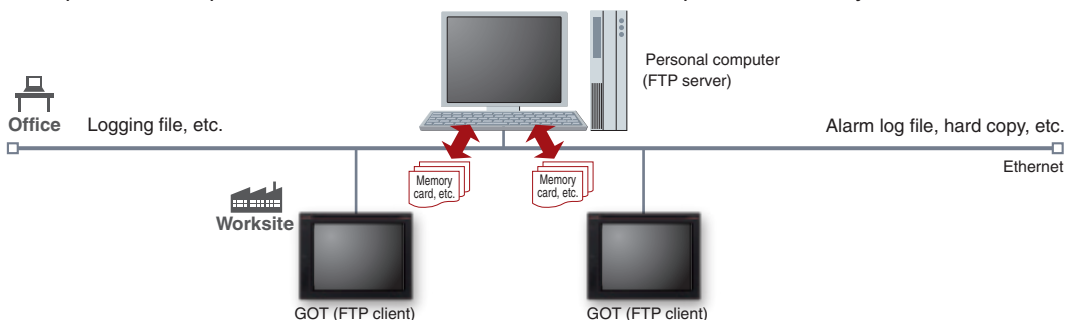 Personal computer
(FTP server)
Office
Logging file, etc.
Alarm log file, hard copy, etc.
Ethernet
Memory
card, etc.
Memory
card, etc.
Worksite
GOT (FTP client)
GOT (FTP client)